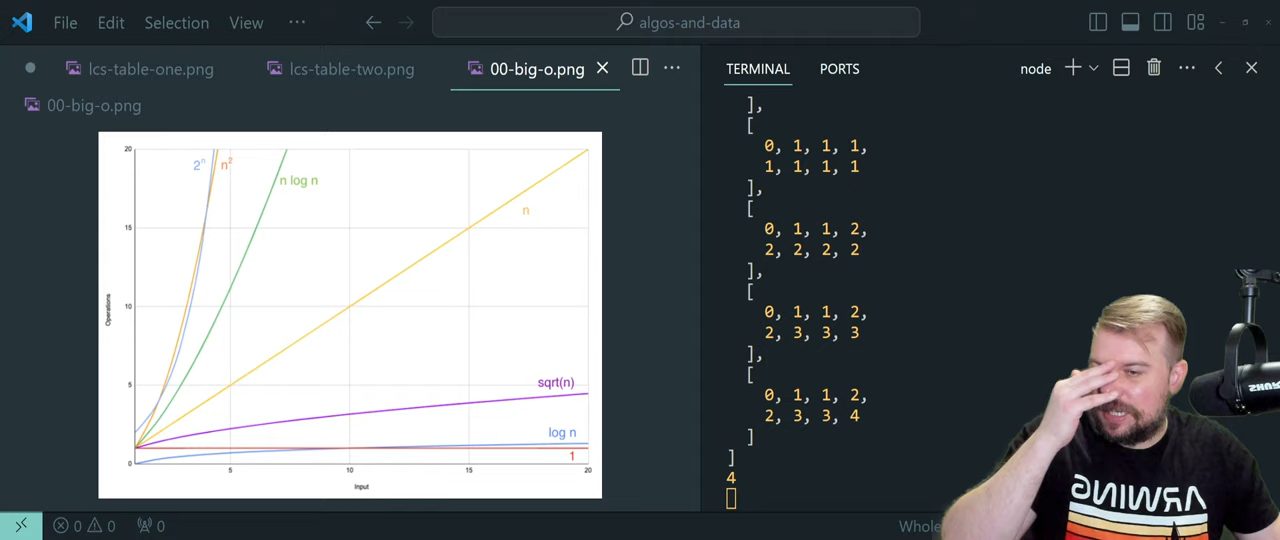 File Edit Selection View ··· algos-and-data
lcs-table-one.png lcs-table-two.png 00-big-o.png
00-big-o.png
TERMINAL PORTS node
20
2ⁿ n²
n log n
n
15
10
Operations
5
sqrt(n)
log n
1
0
5 10 15 20
Input
],
[
0, 1, 1, 1,
1, 1, 1, 1
],
[
0, 1, 1, 2,
2, 2, 2, 2
],
[
0, 1, 1, 2,
2, 3, 3, 3
],
[
0, 1, 1, 2,
2, 3, 3, 4
]
]
4
0 0 0 Whole
SHURE
ARWING